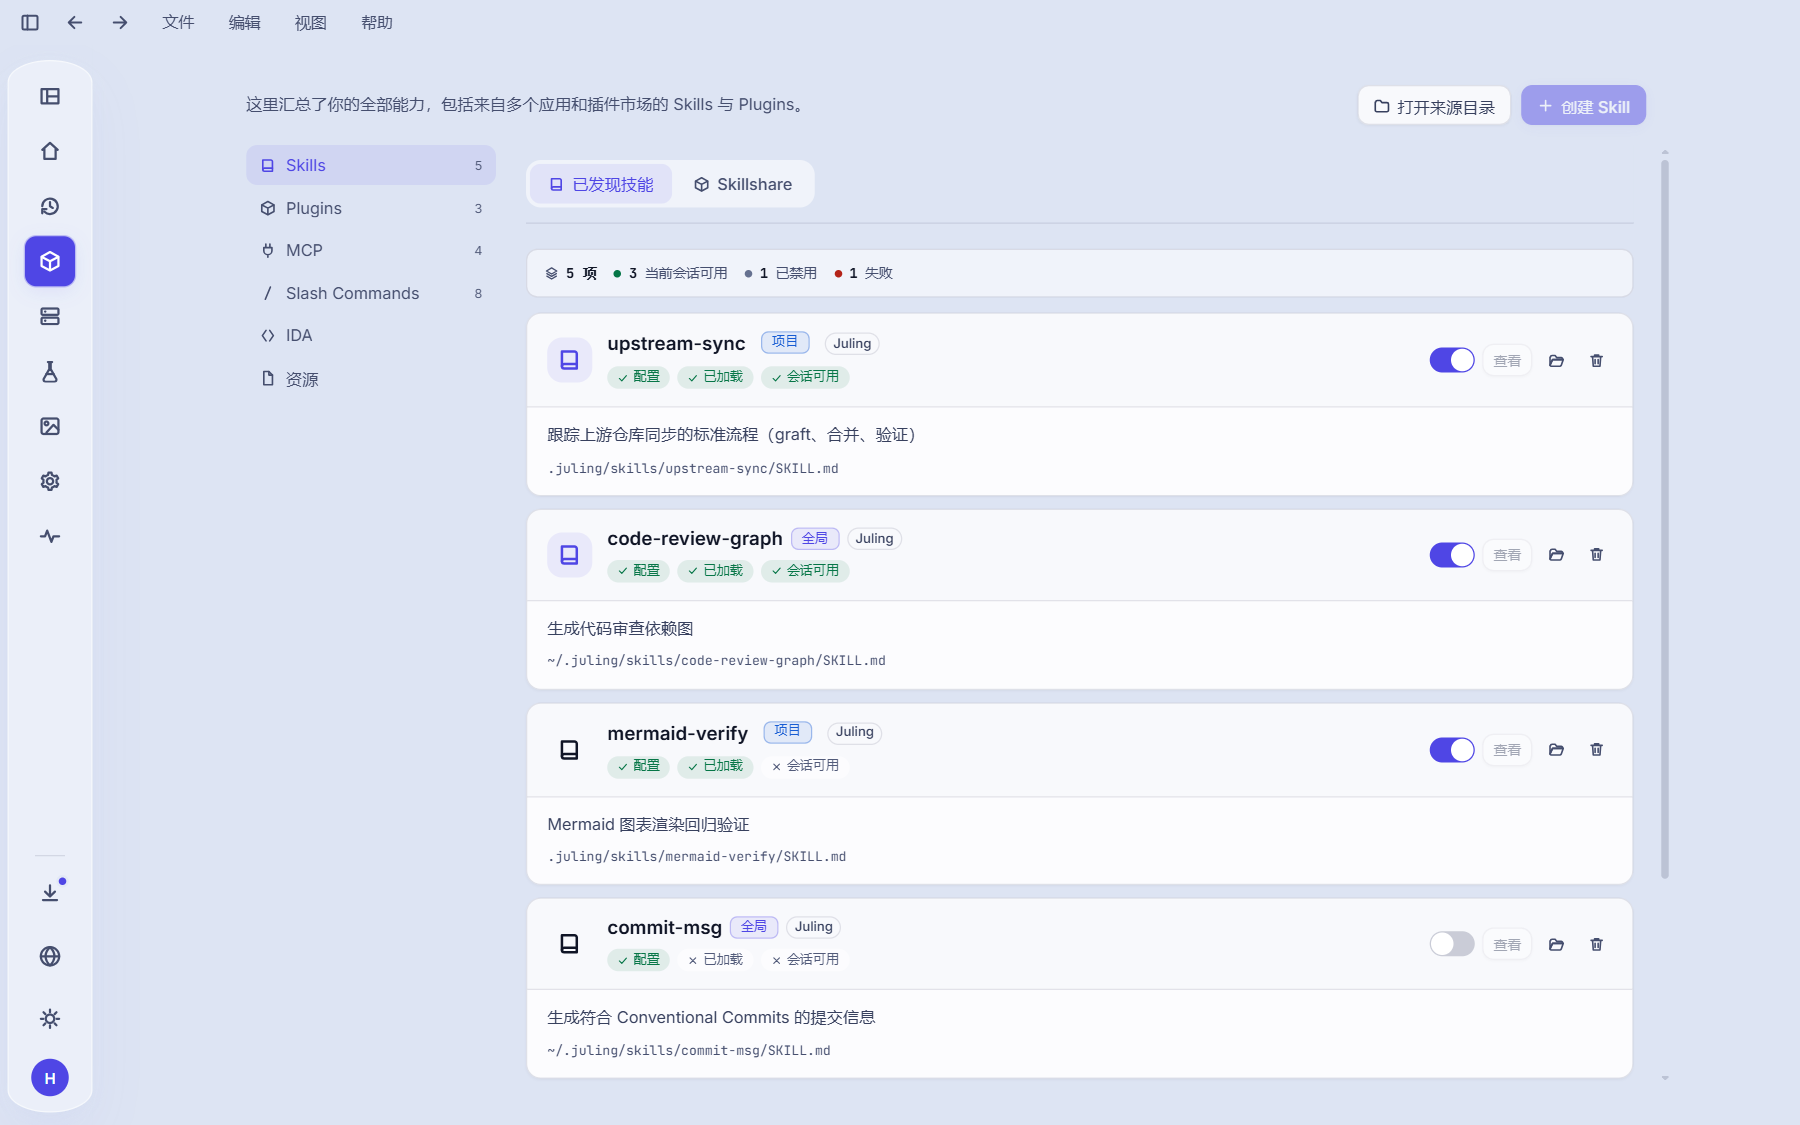 文件 编辑 视图 帮助
这里汇总了你的全部能力，包括来自多个应用和插件市场的 Skills 与 Plugins。
打开来源目录
创建 Skill
Skills 5
Plugins 3
MCP 4
Slash Commands 8
IDA
资源
已发现技能 Skillshare
5 项 3 当前会话可用 1 已禁用 1 失败
upstream-sync 项目 Juling
配置 已加载 会话可用
查看
跟踪上游仓库同步的标准流程（graft、合并、验证）
.juling/skills/upstream-sync/SKILL.md
code-review-graph 全局 Juling
配置 已加载 会话可用
查看
生成代码审查依赖图
~/.juling/skills/code-review-graph/SKILL.md
mermaid-verify 项目 Juling
配置 已加载 会话可用
查看
Mermaid 图表渲染回归验证
.juling/skills/mermaid-verify/SKILL.md
commit-msg 全局 Juling
配置 已加载 会话可用
查看
生成符合 Conventional Commits 的提交信息
~/.juling/skills/commit-msg/SKILL.md
H